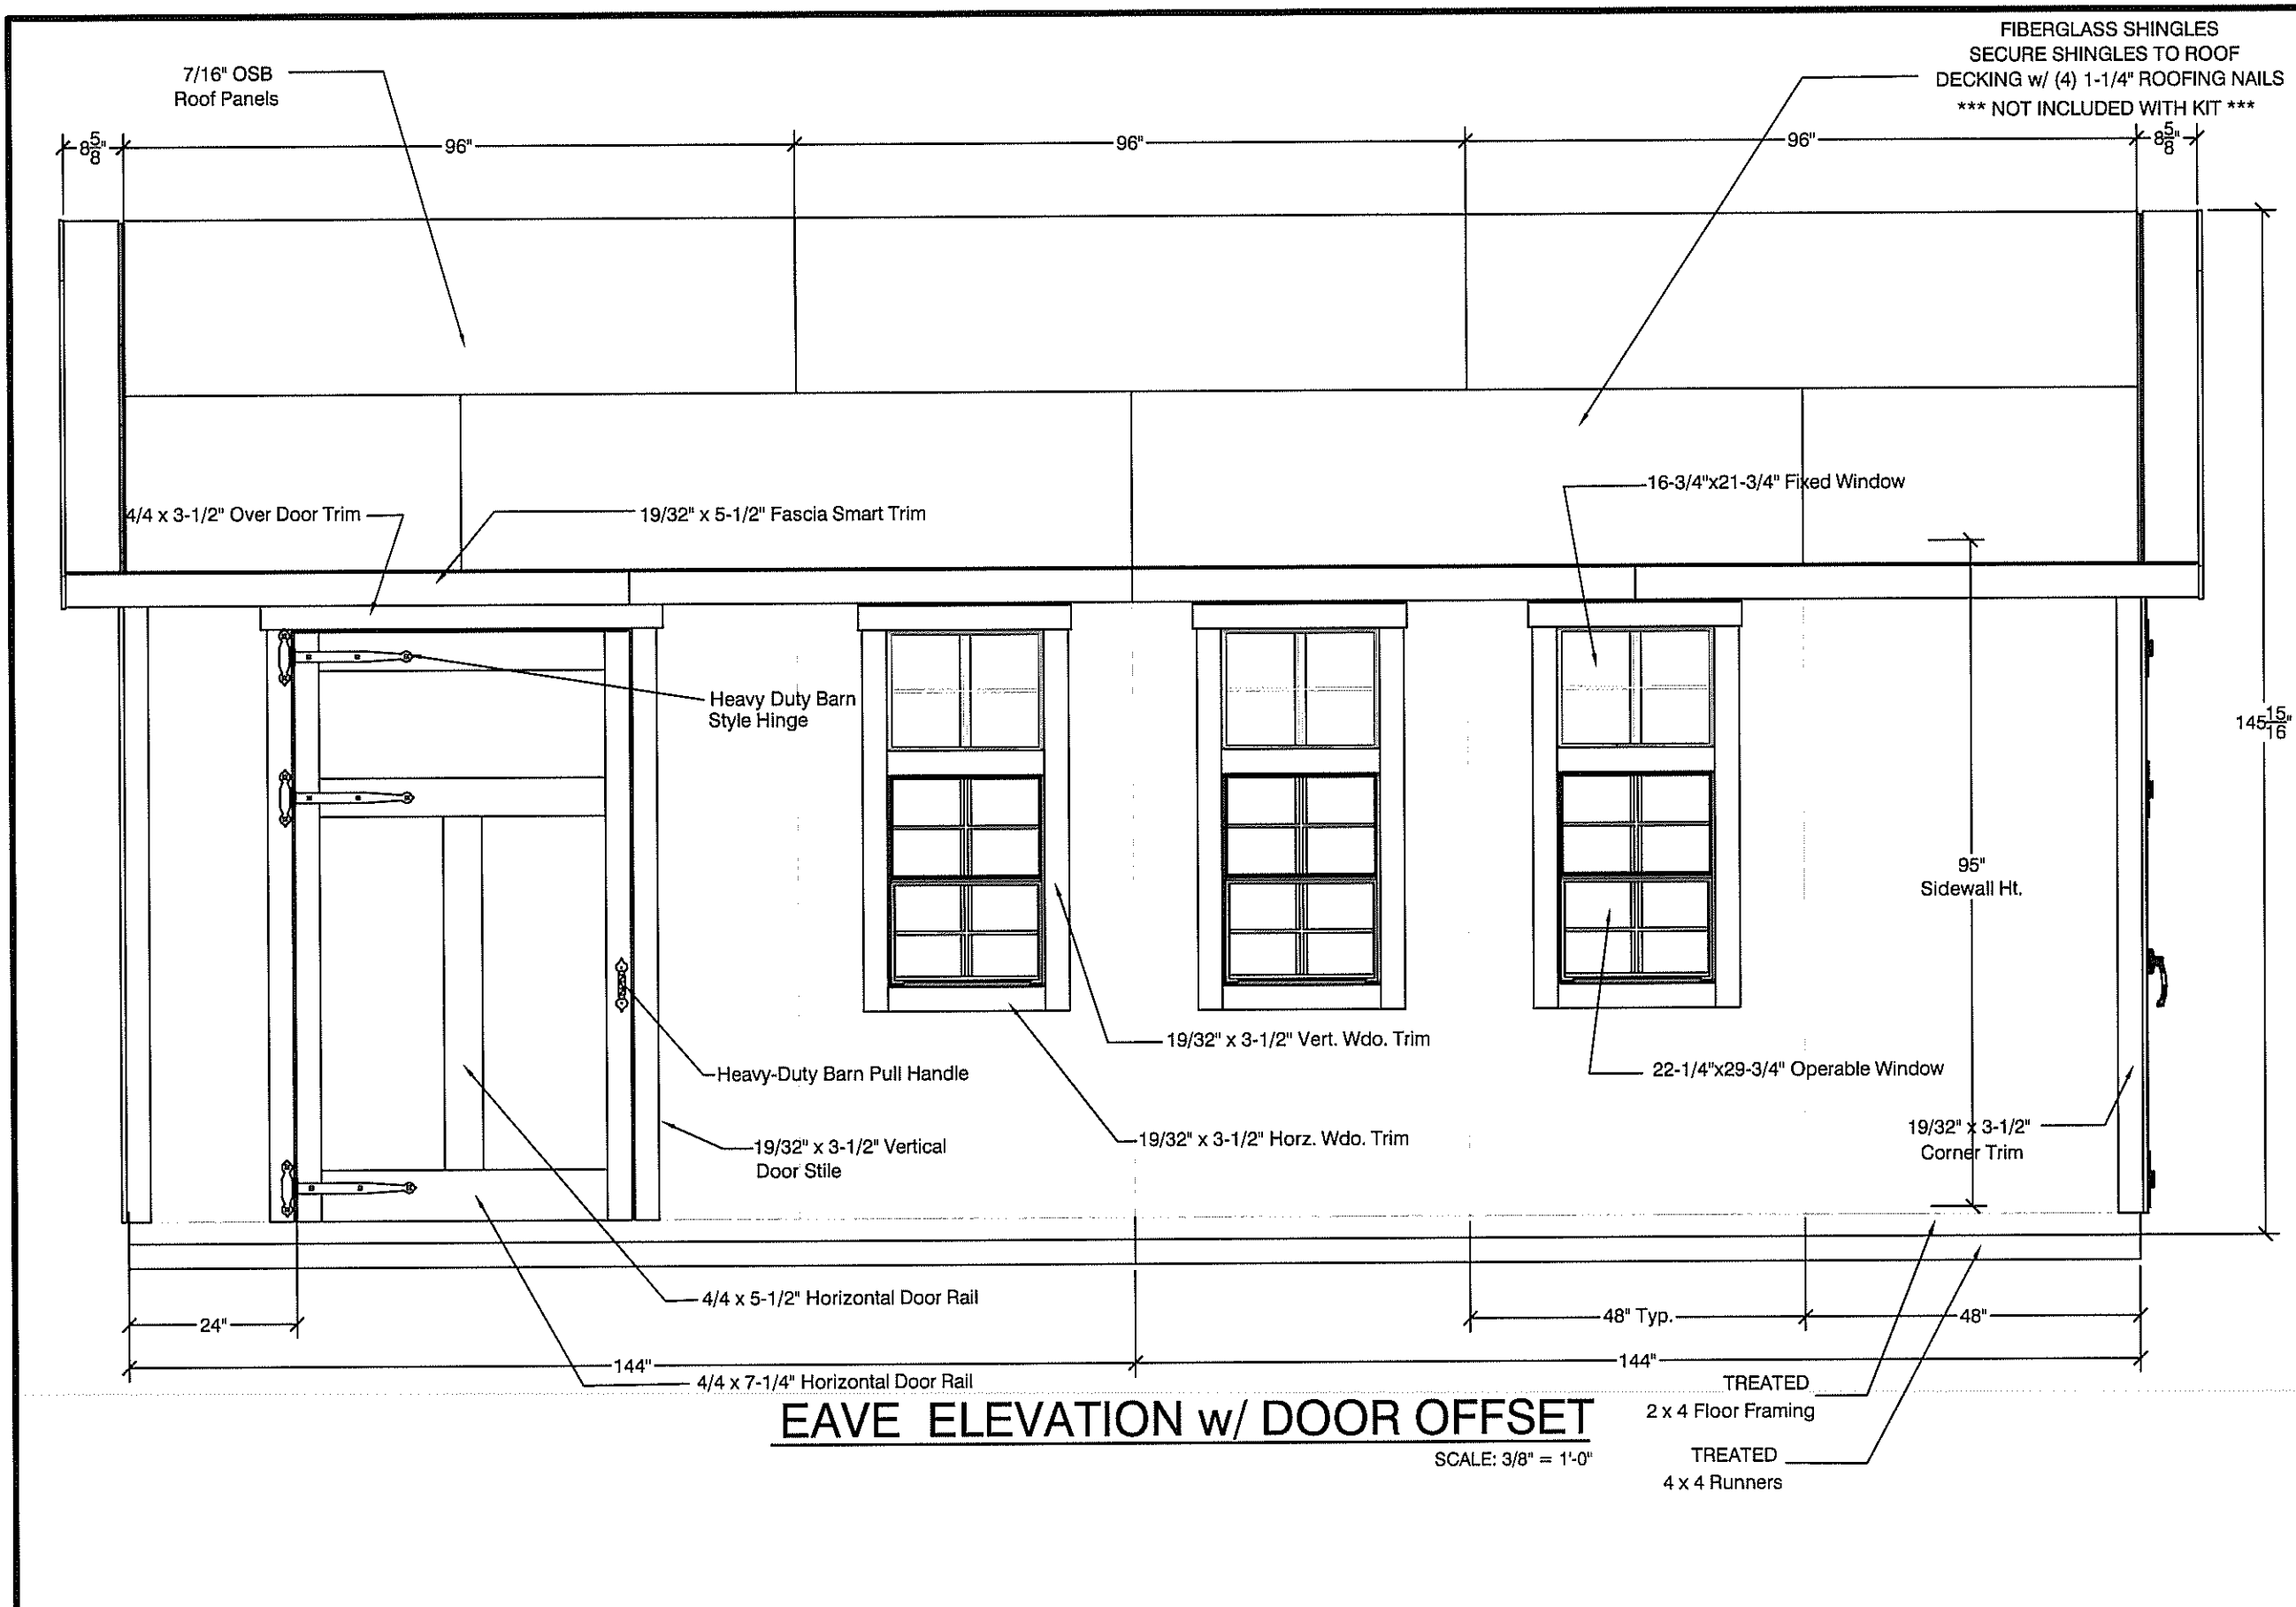 FIBERGLASS SHINGLES
SECURE SHINGLES TO ROOF
DECKING w/ (4) 1-1/4" ROOFING NAILS
*** NOT INCLUDED WITH KIT ***
7/16" OSB
Roof Panels
8 5/8"
96"
96"
96"
8 5/8"
16-3/4"x21-3/4" Fixed Window
4/4 x 3-1/2" Over Door Trim
19/32" x 5-1/2" Fascia Smart Trim
Heavy Duty Barn
Style Hinge
145 15/16"
95"
Sidewall Ht.
19/32" x 3-1/2" Vert. Wdo. Trim
Heavy-Duty Barn Pull Handle
22-1/4"x29-3/4" Operable Window
19/32" x 3-1/2"
Corner Trim
19/32" x 3-1/2" Horz. Wdo. Trim
19/32" x 3-1/2" Vertical
Door Stile
4/4 x 5-1/2" Horizontal Door Rail
24"
48" Typ.
48"
144"
144"
4/4 x 7-1/4" Horizontal Door Rail
TREATED
2 x 4 Floor Framing
EAVE ELEVATION w/ DOOR OFFSET
SCALE: 3/8" = 1'-0"
TREATED
4 x 4 Runners